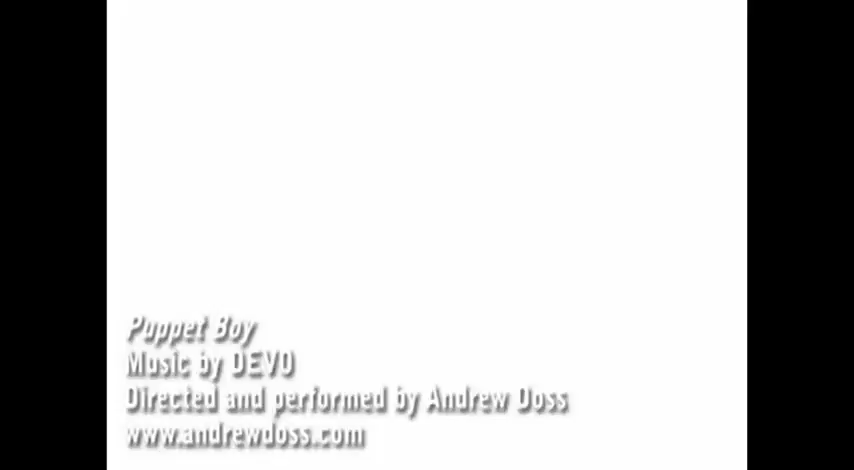 Puppet Boy
Music by DEVO
Directed and performed by Andrew Doss
www.andrewdoss.com